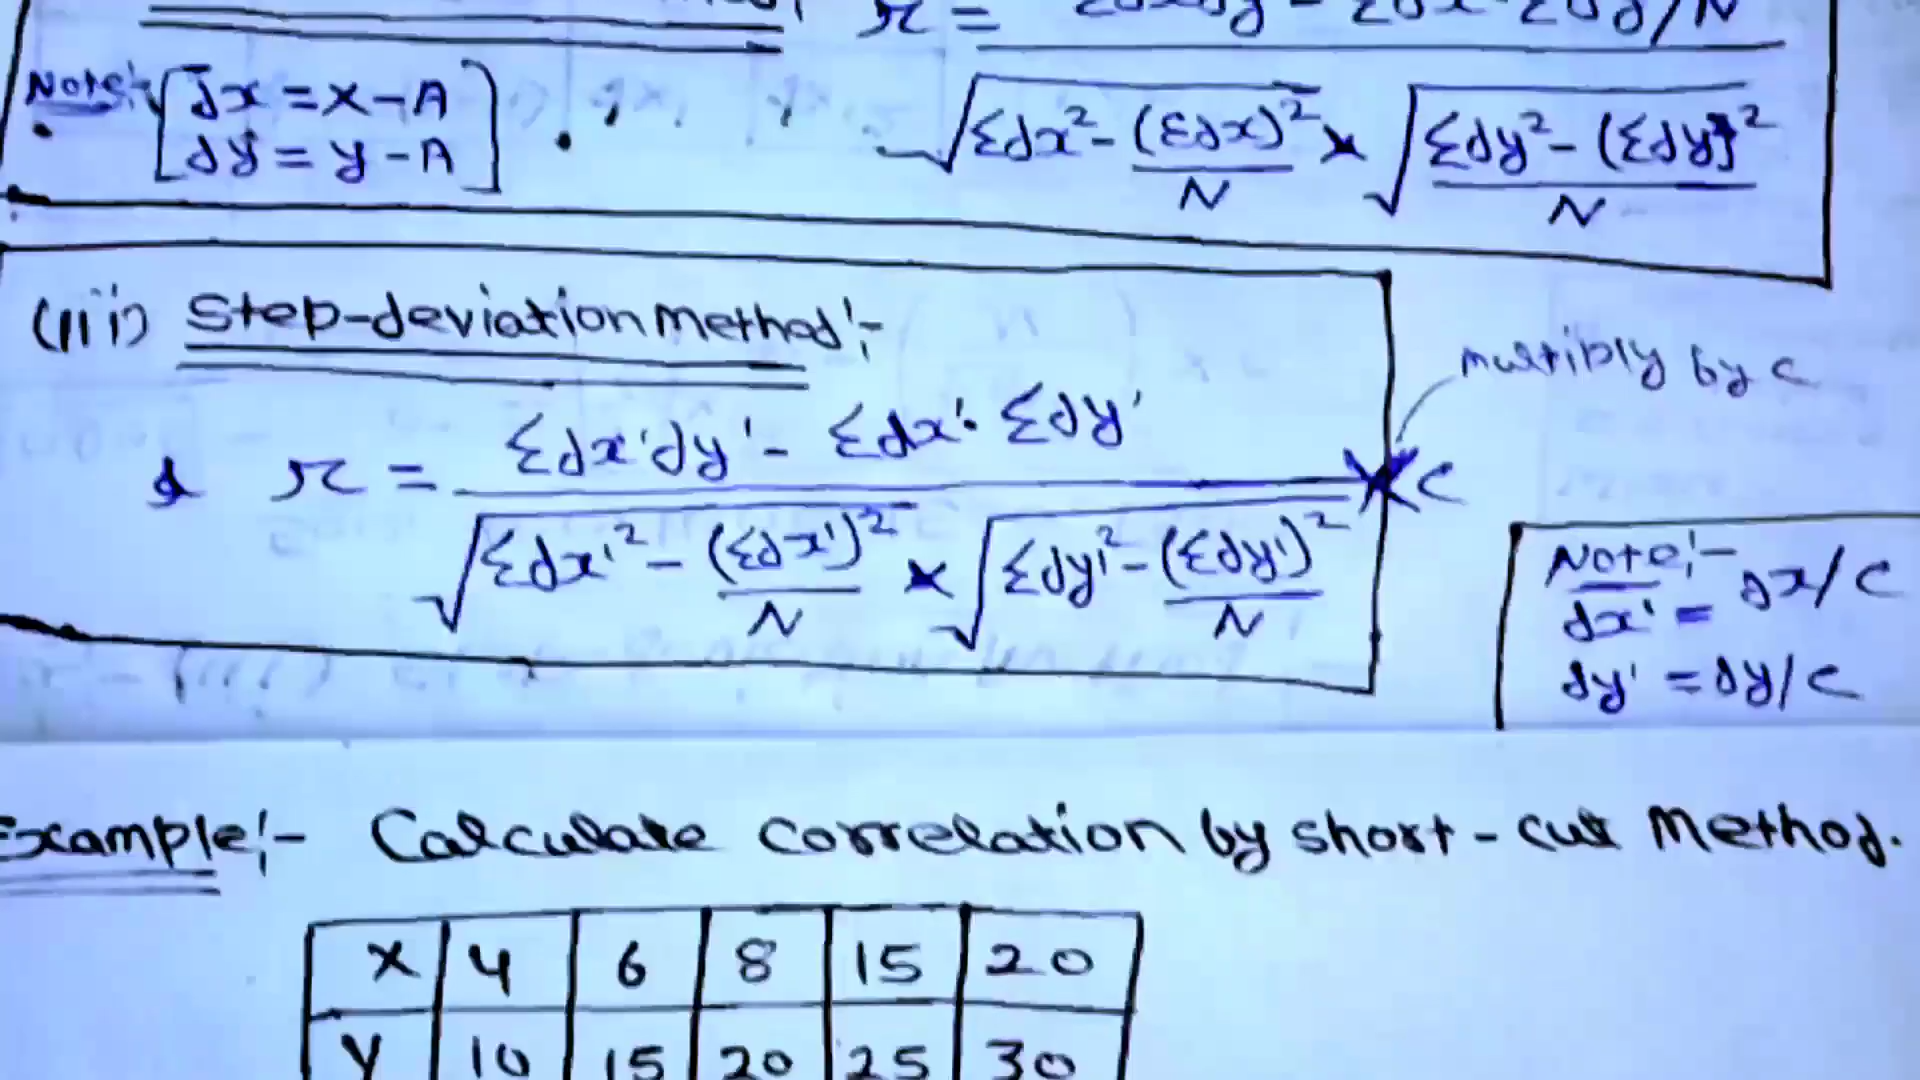 r = Σdxdy - Σdx·Σdy/N
Note:- [dx = x-A
dy = y-A]
√Σdx² - (Σdx)²/N × √Σdy² - (Σdy)²/N
(iii) Step-deviation method:-
multiply by c
r = Σdx'dy' - Σdx'·Σdy' × c
√Σdx'² - (Σdx')²/N × √Σdy'² - (Σdy')²/N
Note:-
dx' = dx/c
dy' = dy/c
Example:- Calculate correlation by short-cut Method.
X 4 6 8 15 20
Y 10 15 20 25 30